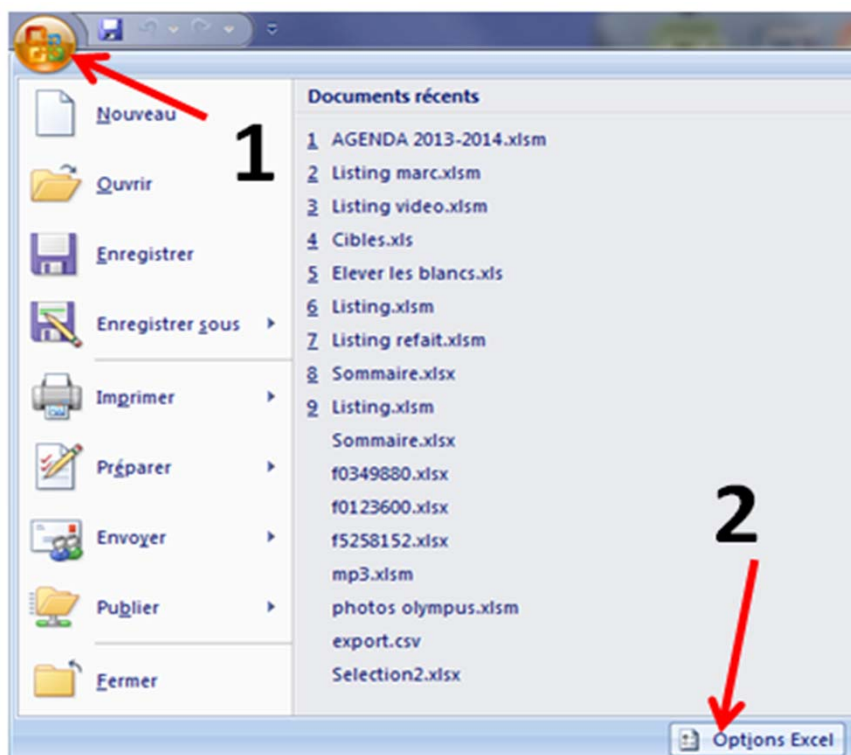 1
Nouveau
Ouvrir
Enregistrer
Enregistrer sous
Imprimer
Préparer
Envoyer
Publier
Fermer
Documents récents
1 AGENDA 2013-2014.xlsm
2 Listing marc.xlsm
3 Listing video.xlsm
4 Cibles.xls
5 Elever les blancs.xls
6 Listing.xlsm
7 Listing refait.xlsm
8 Sommaire.xlsx
9 Listing.xlsm
Sommaire.xlsx
f0349880.xlsx
f0123600.xlsx
f5258152.xlsx
mp3.xlsm
photos olympus.xlsm
export.csv
Selection2.xlsx
2
Options Excel